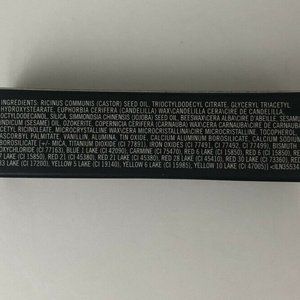 INGREDIENTS: RICINUS COMMUNIS (CASTOR) SEED OIL, TRIOCTYLDODECYL CITRATE, GLYCERYL TRIACETYL
HYDROXYSTEARATE, EUPHORBIA CERIFERA (CANDELILLA) WAX\CERA\CIRE DE CANDELILLA
OCTYLDODECANOL, SILICA, SIMMONDSIA CHINENSIS (JOJOBA) SEED OIL, BEESWAX\CERA ALBA\CIRE D'ABEILLE, SESAMUM
INDICUM (SESAME) OIL, OZOKERITE, COPERNICIA CERIFERA (CARNAUBA) WAX\CERA\CIRE DE CARNAUBA
ACETYL RICINOLEATE, MICROCRYSTALLINE WAX\CERA MICROCRISTALLINA\CIRE MICROCRISTALLINE, TOCOPHEROL,
ASCORBYL PALMITATE, VANILLIN, ALUMINA, TIN OXIDE, CALCIUM ALUMINUM BOROSILICATE, CALCIUM SODIUM
BOROSILICATE [+/- MICA, TITANIUM DIOXIDE (CI 77891), IRON OXIDES (CI 77491, CI 77492, CI 77499), BISMUTH
OXYCHLORIDE (CI 77163), BLUE 1 LAKE (CI 42090), CARMINE (CI 75470), RED 6 (CI 15850), RED 6 LAKE (CI 15850), RED
(CI 15850), RED 21 (CI 45380), RED 21 LAKE (CI 45380), RED 28 LAKE (CI 45410), RED 30 LAKE (CI 73360), RED
33 LAKE (CI 17200), YELLOW 5 LAKE (CI 19140), YELLOW 6 LAKE (CI 15985), YELLOW 10 LAKE (CI 47005)]